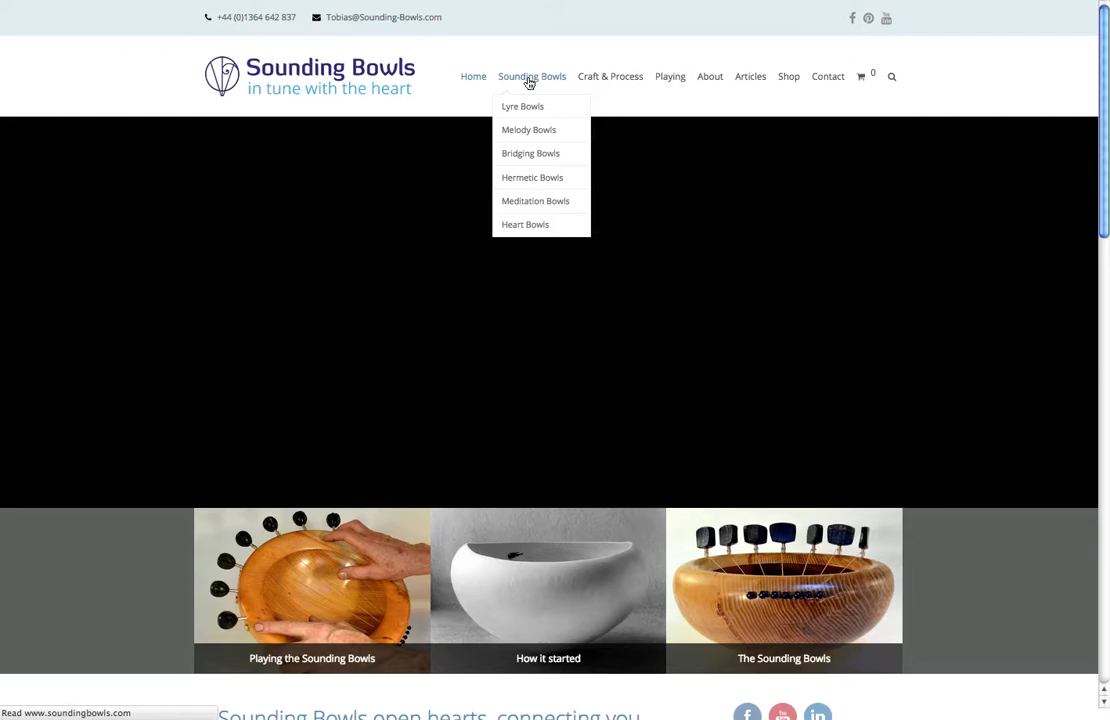 +44 (0)1364 642 837 Tobias@Sounding-Bowls.com
Sounding Bowls
in tune with the heart
Home Sounding Bowls Craft & Process Playing About Articles Shop Contact 0
Lyre Bowls
Melody Bowls
Bridging Bowls
Hermetic Bowls
Meditation Bowls
Heart Bowls
Playing the Sounding Bowls How it started The Sounding Bowls
Sounding Bowls open hearts, connecting you
Read www.soundingbowls.com